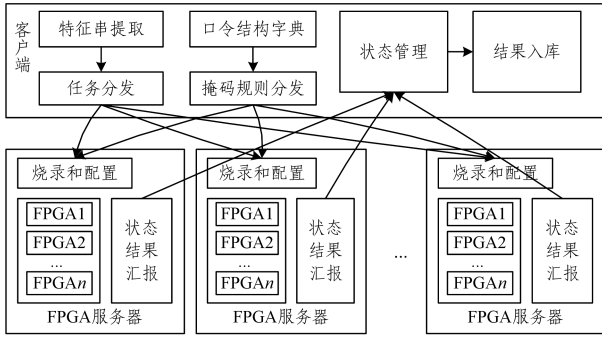 客户端
特征串提取
口令结构字典
状态管理
结果入库
任务分发
掩码规则分发
烧录和配置
FPGA1
FPGA2
...
FPGAn
状态
结果
汇报
FPGA服务器
烧录和配置
FPGA1
FPGA2
...
FPGAn
状态
结果
汇报
FPGA服务器
...
烧录和配置
FPGA1
FPGA2
...
FPGAn
状态
结果
汇报
FPGA服务器